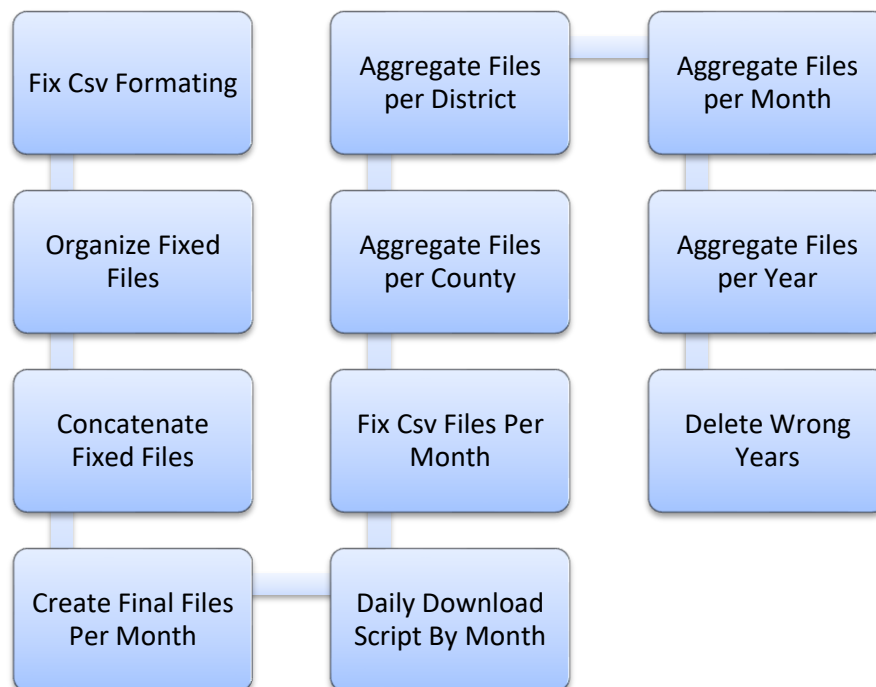 Fix Csv Formating
Organize Fixed
Files
Concatenate
Fixed Files
Create Final Files
Per Month
Daily Download
Script By Month
Fix Csv Files Per
Month
Aggregate Files
per County
Aggregate Files
per District
Aggregate Files
per Month
Aggregate Files
per Year
Delete Wrong
Years